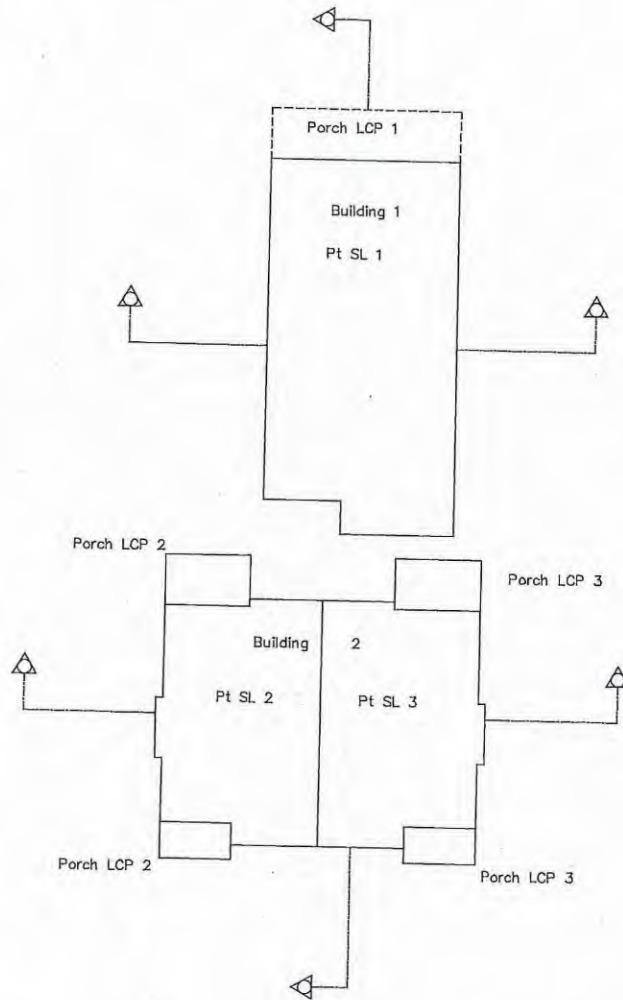 Porch LCP 1
Building 1
Pt SL 1
Porch LCP 2
Porch LCP 3
Building 2
Pt SL 2
Pt SL 3
Porch LCP 2
Porch LCP 3